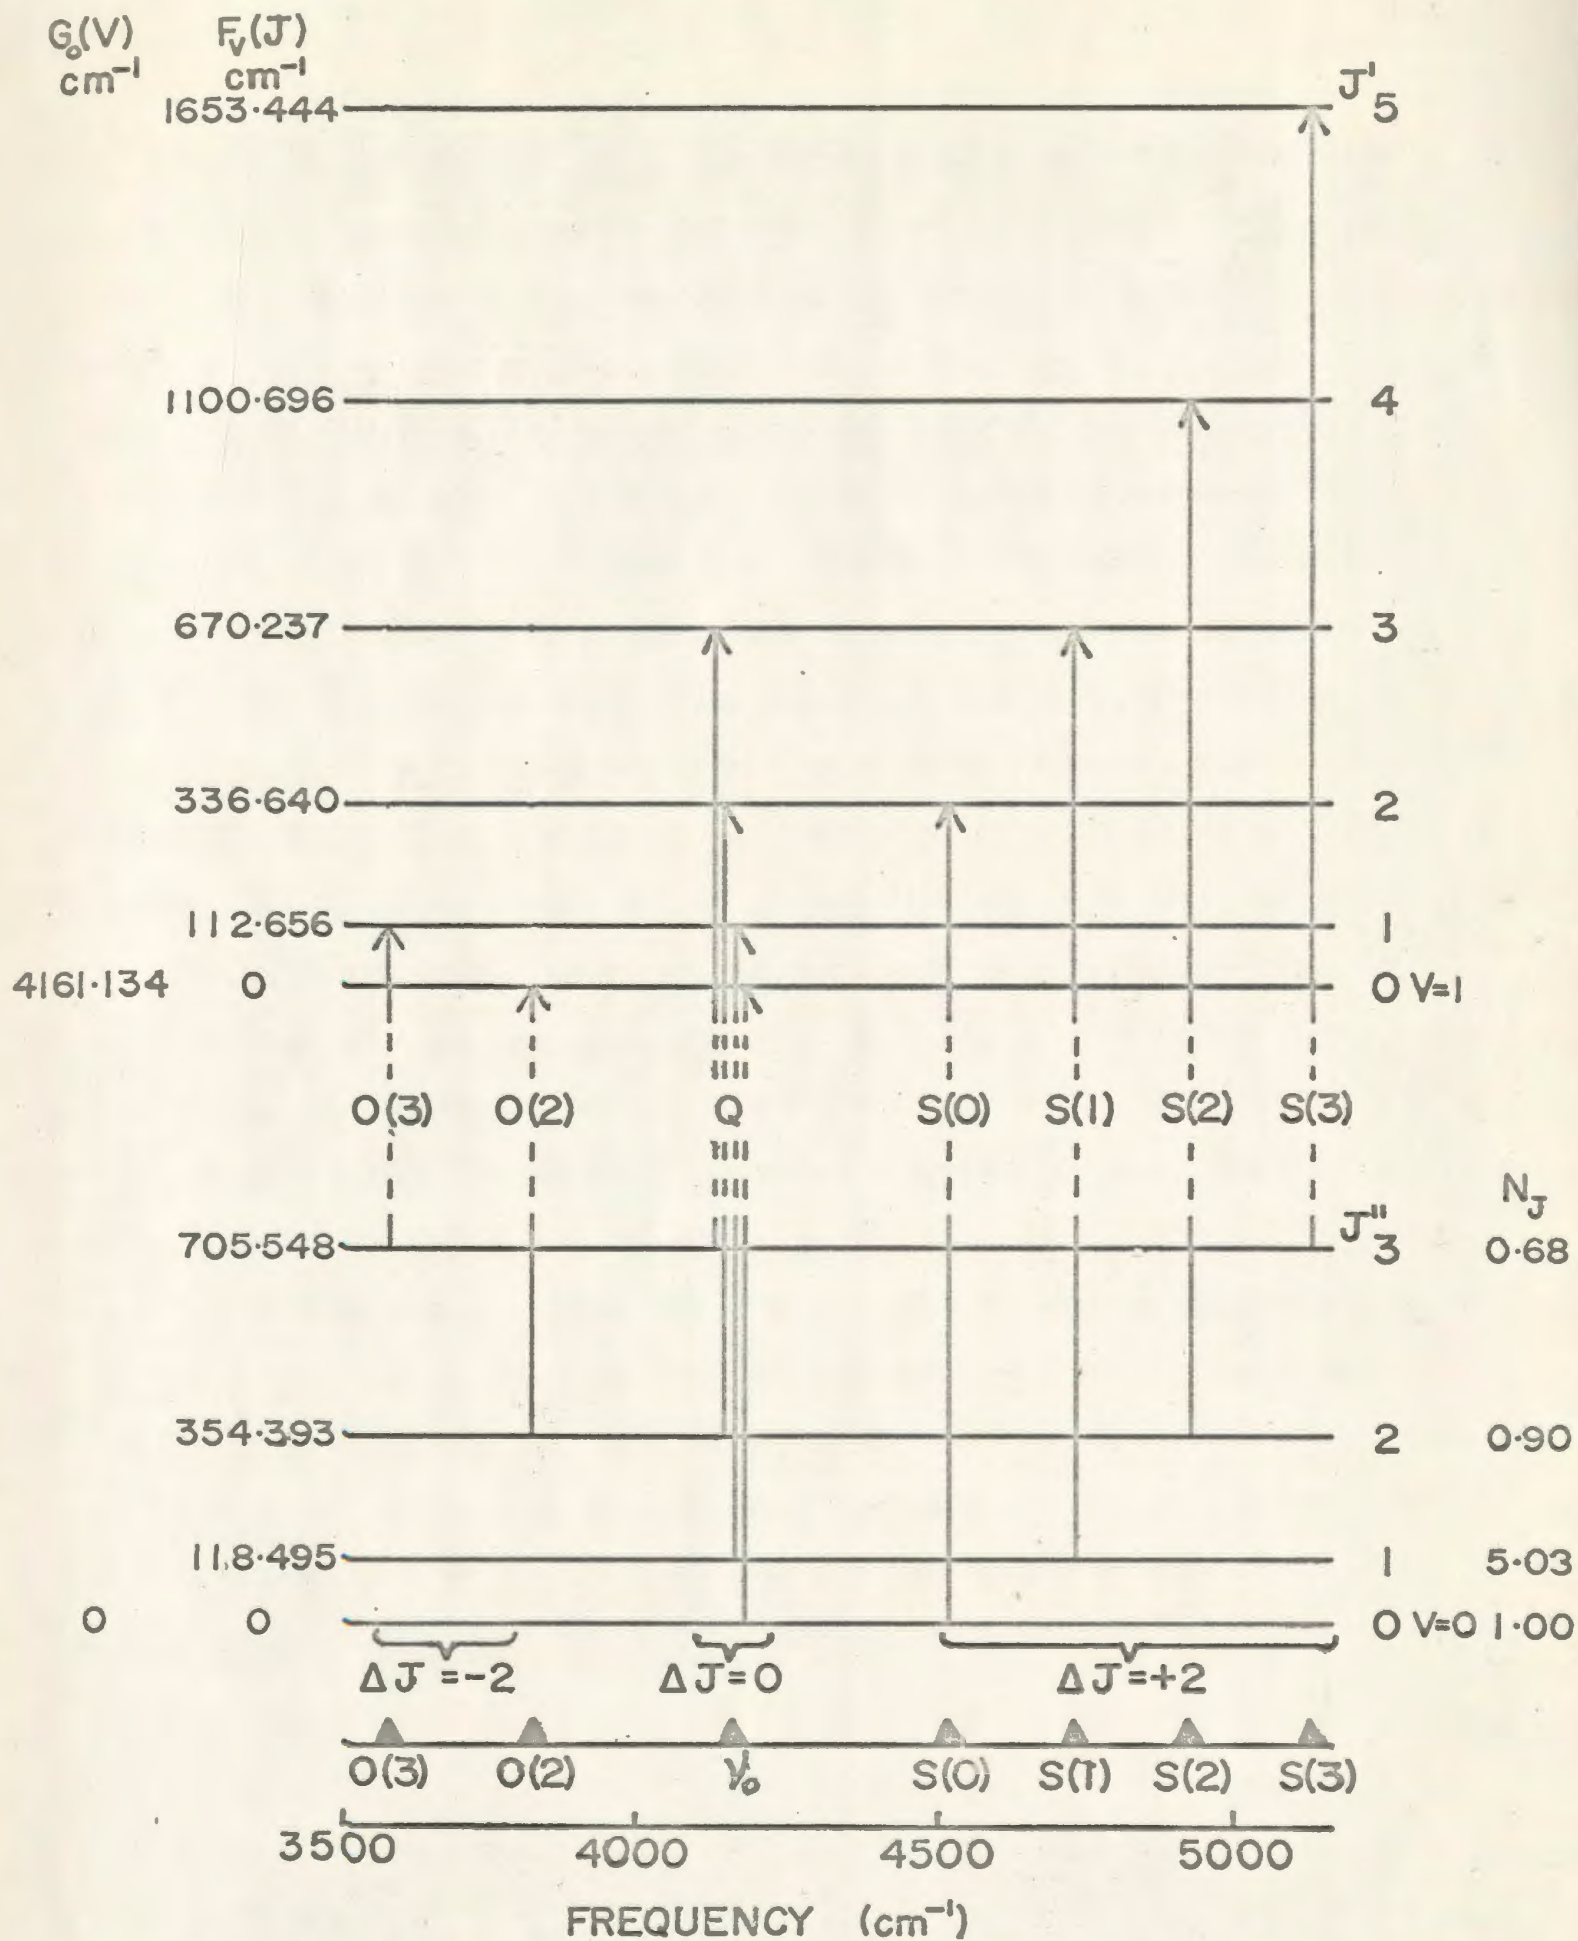 G₀(V) Fᵥ(J)
cm⁻¹ cm⁻¹
1653·444 J' 5
1100·696 4
670·237 3
336·640 2
112·656 1
4161·134 0 0 V=1
O(3) O(2) Q S(0) S(1) S(2) S(3)
N_J
705·548 J" 3 0·68
354·393 2 0·90
118·495 1 5·03
0 0 0 V=0 1·00
ΔJ=-2 ΔJ=0 ΔJ=+2
O(3) O(2) ν₀ S(0) S(1) S(2) S(3)
3500 4000 4500 5000
FREQUENCY (cm⁻¹)